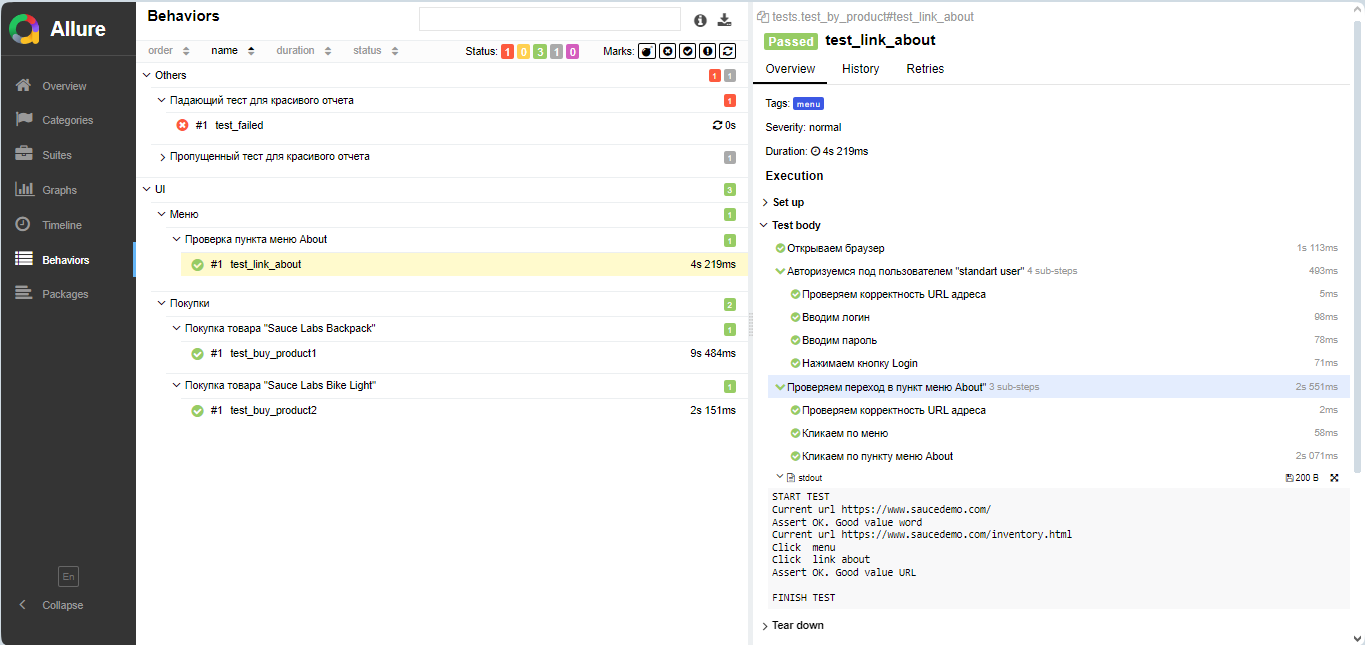 Allure
Overview
Categories
Suites
Graphs
Timeline
Behaviors
Packages
En
Collapse
Behaviors
order name duration status Status: 1 0 3 1 0 Marks:
Others 1 1
Падающий тест для красивого отчета 1
#1 test_failed 0s
Пропущенный тест для красивого отчета 1
UI 3
Меню 1
Проверка пункта меню About 1
#1 test_link_about 4s 219ms
Покупки 2
Покупка товара "Sauce Labs Backpack" 1
#1 test_buy_product1 9s 484ms
Покупка товара "Sauce Labs Bike Light" 1
#1 test_buy_product2 2s 151ms
tests.test_by_product#test_link_about
Passed test_link_about
Overview History Retries
Tags: menu
Severity: normal
Duration: 4s 219ms
Execution
Set up
Test body
Открываем браузер 1s 113ms
Авторизуемся под пользователем "standart user" 4 sub-steps 493ms
Проверяем корректность URL адреса 5ms
Вводим логин 98ms
Вводим пароль 78ms
Нажимаем кнопку Login 71ms
Проверяем переход в пункт меню About" 3 sub-steps 2s 551ms
Проверяем корректность URL адреса 2ms
Кликаем по меню 58ms
Кликаем по пункту меню About 2s 071ms
stdout 200 B
START TEST
Current url https://www.saucedemo.com/
Assert OK. Good value word
Current url https://www.saucedemo.com/inventory.html
Click  menu
Click  link about
Assert OK. Good value URL
FINISH TEST
Tear down